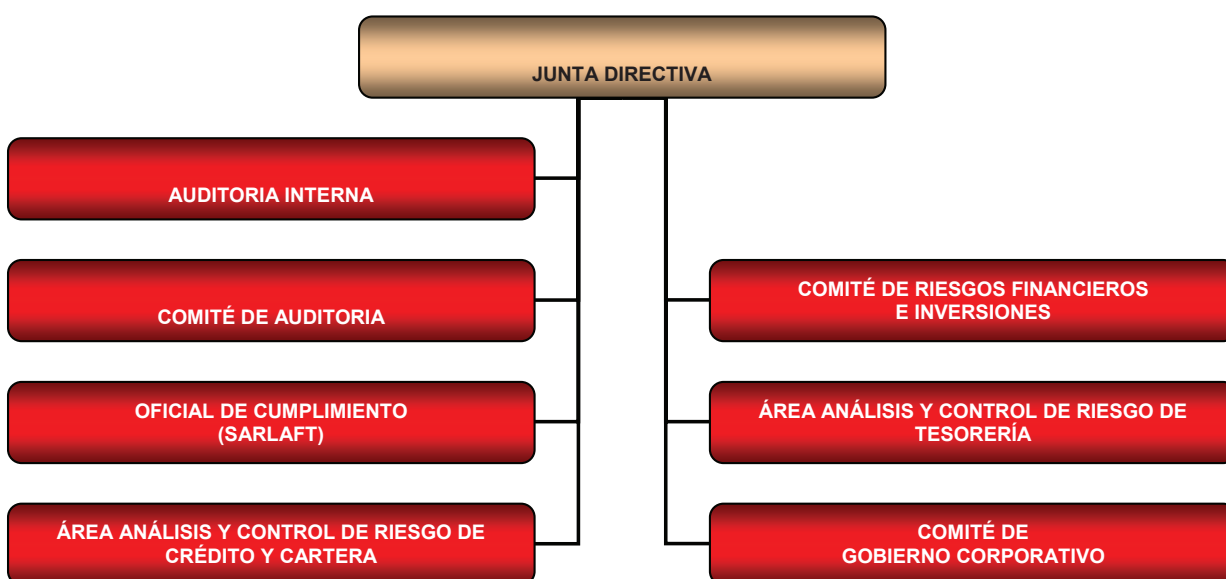 JUNTA DIRECTIVA
AUDITORIA INTERNA
COMITÉ DE AUDITORIA
OFICIAL DE CUMPLIMIENTO
(SARLAFT)
ÁREA ANÁLISIS Y CONTROL DE RIESGO DE
CRÉDITO Y CARTERA
COMITÉ DE RIESGOS FINANCIEROS
E INVERSIONES
ÁREA ANÁLISIS Y CONTROL DE RIESGO DE
TESORERÍA
COMITÉ DE
GOBIERNO CORPORATIVO